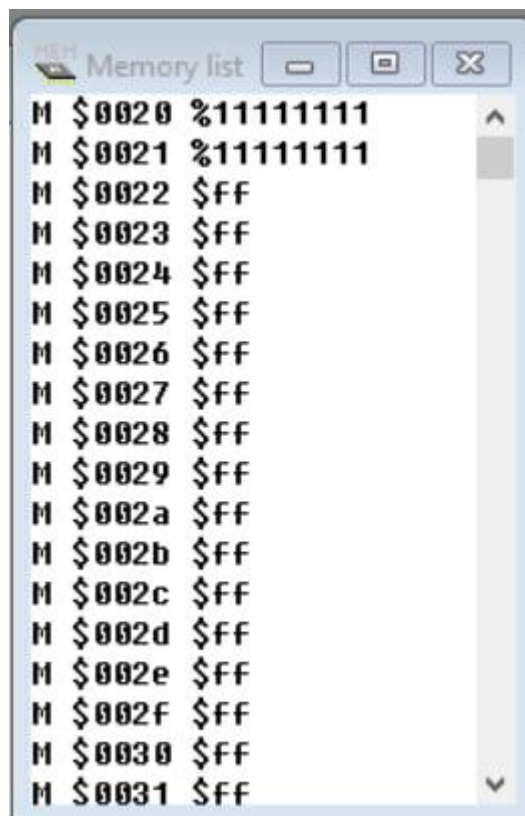 MEM
Memory list
M $0020 %11111111
M $0021 %11111111
M $0022 $ff
M $0023 $ff
M $0024 $ff
M $0025 $ff
M $0026 $ff
M $0027 $ff
M $0028 $ff
M $0029 $ff
M $002a $ff
M $002b $ff
M $002c $ff
M $002d $ff
M $002e $ff
M $002f $ff
M $0030 $ff
M $0031 $ff